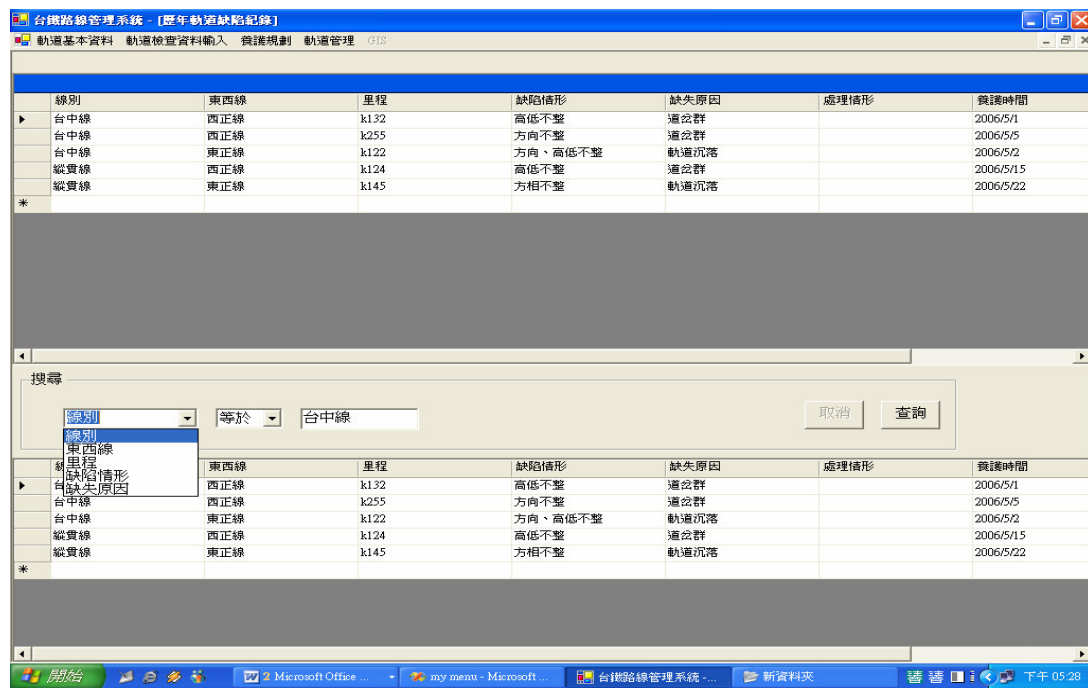 台鐵路線管理系統 - [歷年軌道缺陷紀錄]
軌道基本資料 軌道檢查資料輸入 養護規劃 軌道管理 GIS
線別 東西線 里程 缺陷情形 缺失原因 處理情形 養護時間
台中線 西正線 k132 高低不整 道岔群 2006/5/1
台中線 西正線 k255 方向不整 道岔群 2006/5/5
台中線 東正線 k122 方向、高低不整 軌道沉落 2006/5/2
縱貫線 西正線 k124 高低不整 道岔群 2006/5/15
縱貫線 東正線 k145 方相不整 軌道沉落 2006/5/22
搜尋
線別 等於 台中線 取消 查詢
線別
東西線
里程
缺陷情形
缺失原因
東西線 里程 缺陷情形 缺失原因 處理情形 養護時間
西正線 k132 高低不整 道岔群 2006/5/1
台中線 西正線 k255 方向不整 道岔群 2006/5/5
台中線 東正線 k122 方向、高低不整 軌道沉落 2006/5/2
縱貫線 西正線 k124 高低不整 道岔群 2006/5/15
縱貫線 東正線 k145 方相不整 軌道沉落 2006/5/22
開始 2 Microsoft Office ... my menu - Microsoft ... 台鐵路線管理系統 -... 新資料夾 下午 05:28